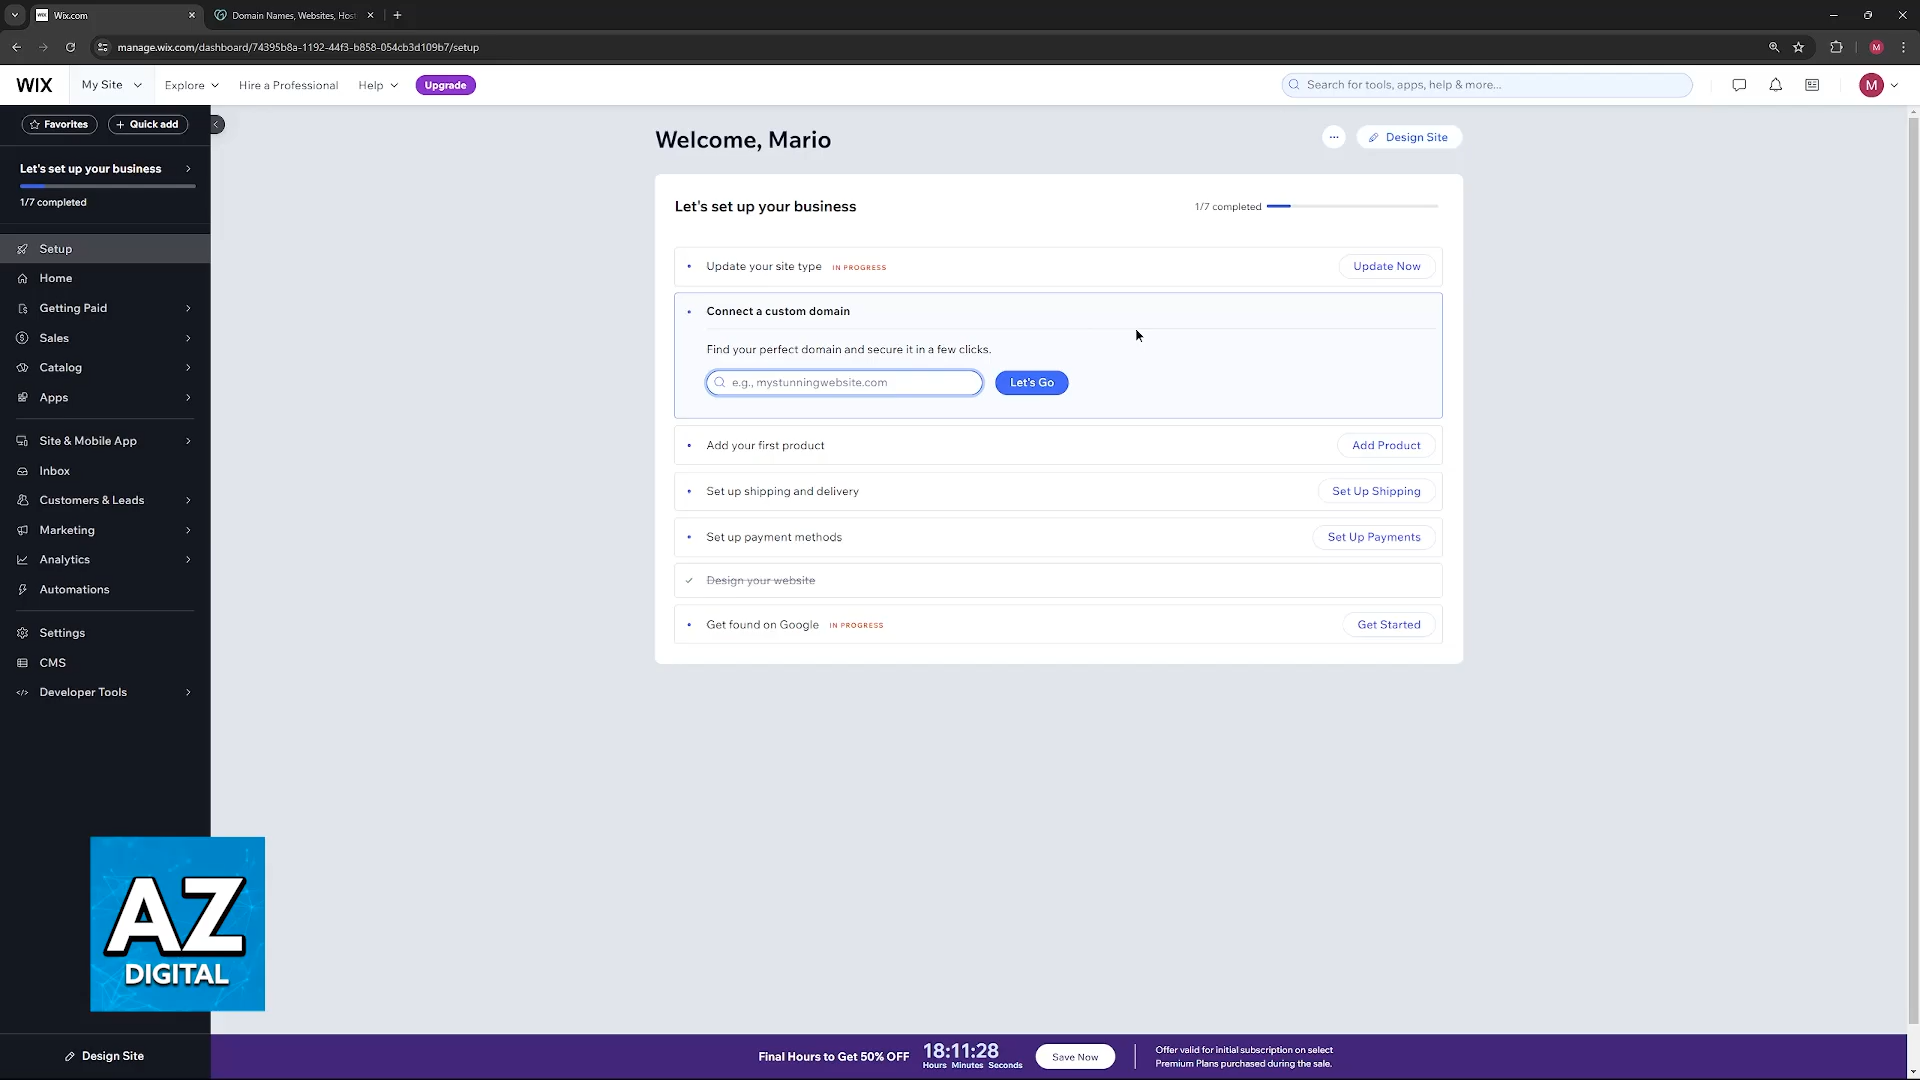 Wix.com
Domain Names, Websites, Hos
manage.wix.com/dashboard/74395b8a-1192-44f3-b858-054cb3d109b7/setup
M
WIX
My Site
Explore
Hire a Professional
Help
Upgrade
Search for tools, apps, help & more...
M
Favorites
Quick add
Let's set up your business
1/7 completed
Setup
Home
Getting Paid
Sales
Catalog
Apps
Site & Mobile App
Inbox
Customers & Leads
Marketing
Analytics
Automations
Settings
CMS
Developer Tools
AZ
DIGITAL
Design Site
Welcome, Mario
Design Site
Let's set up your business
1/7 completed
Update your site type IN PROGRESS
Update Now
Connect a custom domain
Find your perfect domain and secure it in a few clicks.
e.g., mystunningwebsite.com
Let's Go
Add your first product
Add Product
Set up shipping and delivery
Set Up Shipping
Set up payment methods
Set Up Payments
Design your website
Get found on Google IN PROGRESS
Get Started
Final Hours to Get 50% OFF
18:11:28
Hours Minutes Seconds
Save Now
Offer valid for initial subscription on select
Premium Plans purchased during the sale.